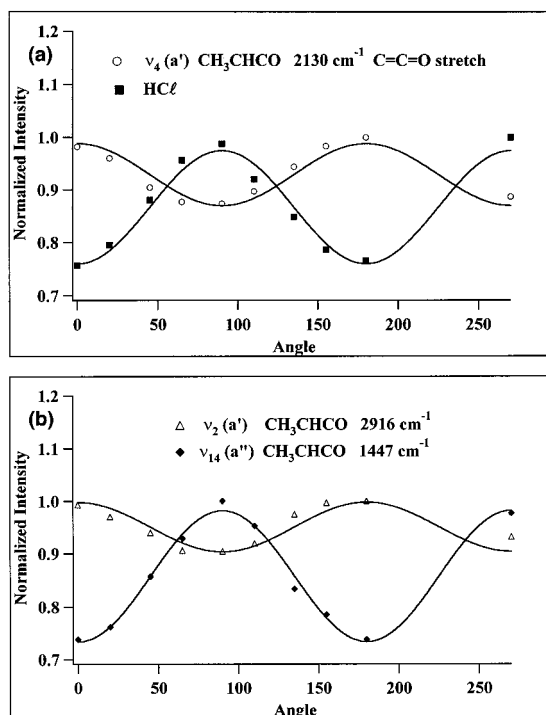 (a)
1.2
1.1
1.0
0.9
0.8
0.7
Normalized Intensity
○ ν₄ (a') CH₃CHCO 2130 cm⁻¹ C=C=O stretch
■ HCℓ
0 50 100 150 200 250
Angle
(b)
1.2
1.1
1.0
0.9
0.8
0.7
Normalized Intensity
△ ν₂ (a') CH₃CHCO 2916 cm⁻¹
◆ ν₁₄ (a") CH₃CHCO 1447 cm⁻¹
0 50 100 150 200 250
Angle